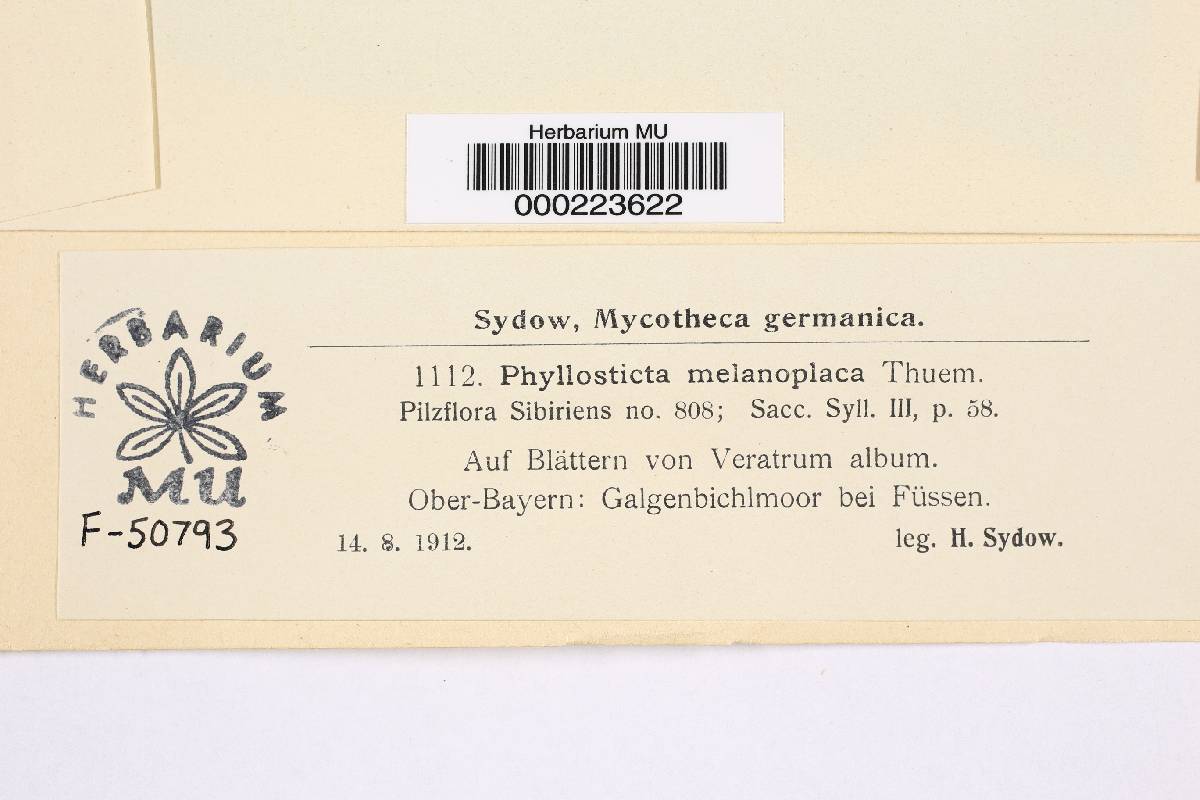 Herbarium MU
000223622
Sydow, Mycotheca germanica.
HERBARIUM
MU
F-50793
1112. Phyllosticta melanoplaca Thuem.
Pilzflora Sibiriens no. 808; Sacc. Syll. III, p. 58.
Auf Blättern von Veratrum album.
Ober-Bayern: Galgenbichlmoor bei Füssen.
14. 8. 1912. leg. H. Sydow.